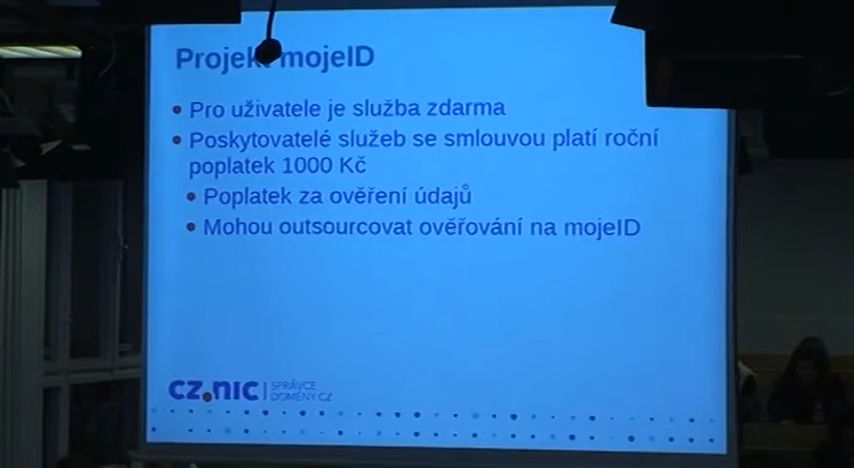 Projekt mojeID
Pro uživatele je služba zdarma
Poskytovatelé služeb se smlouvou platí roční
poplatek 1000 Kč
Poplatek za ověření údajů
Mohou outsourcovat ověřování na mojeID
CZ.NIC SPRÁVCE
DOMÉNY CZ